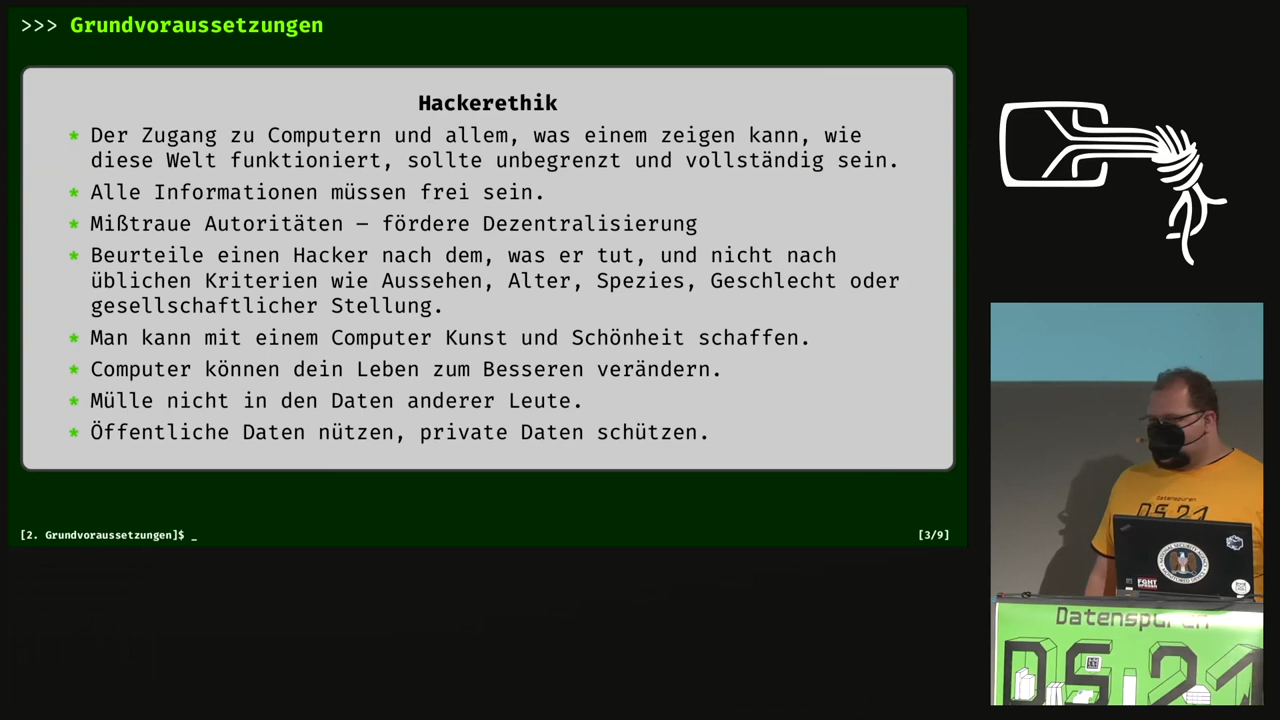 >>> Grundvoraussetzungen
Hackerethik
* Der Zugang zu Computern und allem, was einem zeigen kann, wie
diese Welt funktioniert, sollte unbegrenzt und vollständig sein.
* Alle Informationen müssen frei sein.
* Mißtraue Autoritäten – fördere Dezentralisierung
* Beurteile einen Hacker nach dem, was er tut, und nicht nach
üblichen Kriterien wie Aussehen, Alter, Spezies, Geschlecht oder
gesellschaftlicher Stellung.
* Man kann mit einem Computer Kunst und Schönheit schaffen.
* Computer können dein Leben zum Besseren verändern.
* Mülle nicht in den Daten anderer Leute.
* Öffentliche Daten nützen, private Daten schützen.
[2. Grundvoraussetzungen]$ _
[3/9]
Datenspuren
DS21
Datenspuren
DS 21